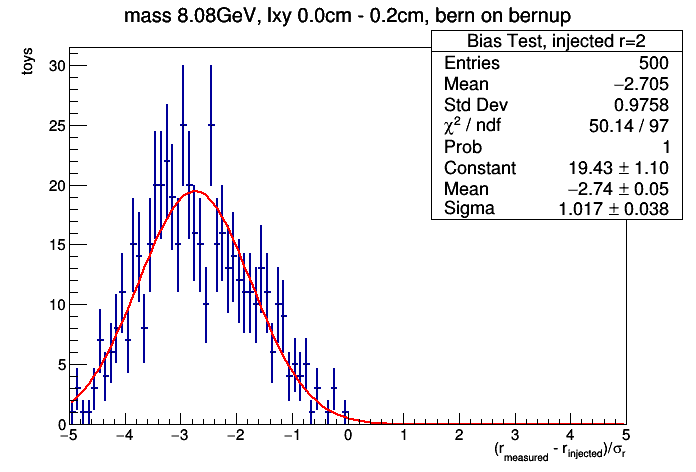 mass 8.08GeV, lxy 0.0cm - 0.2cm, bern on bernup
toys
Bias Test, injected r=2
Entries 500
Mean −2.705
Std Dev 0.9758
χ² / ndf 50.14 / 97
Prob 1
Constant 19.43 ± 1.10
Mean −2.74 ± 0.05
Sigma 1.017 ± 0.038
30
25
20
15
10
5
0
−5 −4 −3 −2 −1 0 1 2 3 4 5
(r_measured - r_injected)/σ_r